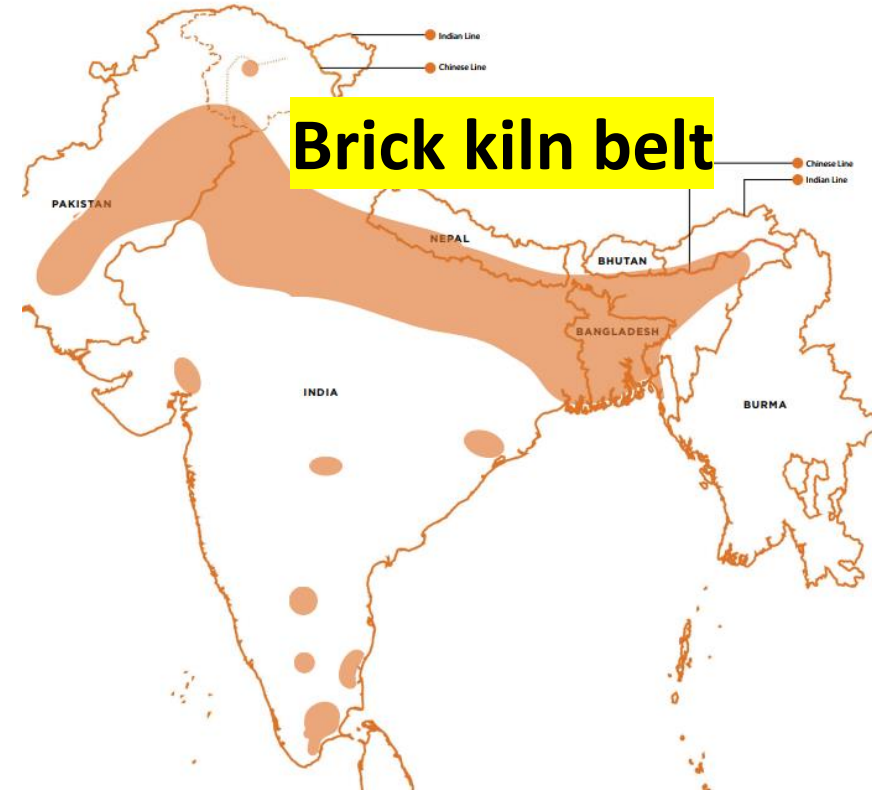 Indian Line
Chinese Line
Brick kiln belt
Chinese Line
Indian Line
PAKISTAN
NEPAL
BHUTAN
BANGLADESH
INDIA
BURMA